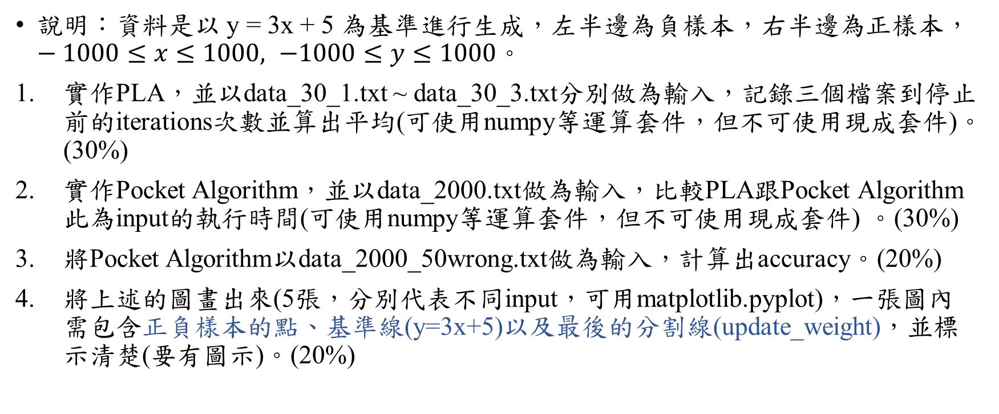 • 說明：資料是以 y = 3x + 5 為基準進行生成，左半邊為負樣本，右半邊為正樣本，
− 1000 ≤ x ≤ 1000, −1000 ≤ y ≤ 1000。
1. 實作PLA，並以data_30_1.txt ~ data_30_3.txt分別做為輸入，記錄三個檔案到停止
前的iterations次數並算出平均(可使用numpy等運算套件，但不可使用現成套件)。
(30%)
2. 實作Pocket Algorithm，並以data_2000.txt做為輸入，比較PLA跟Pocket Algorithm
此為input的執行時間(可使用numpy等運算套件，但不可使用現成套件) 。(30%)
3. 將Pocket Algorithm以data_2000_50wrong.txt做為輸入，計算出accuracy。(20%)
4. 將上述的圖畫出來(5張，分別代表不同input，可用matplotlib.pyplot)，一張圖內
需包含正負樣本的點、基準線(y=3x+5)以及最後的分割線(update_weight)，並標
示清楚(要有圖示)。(20%)